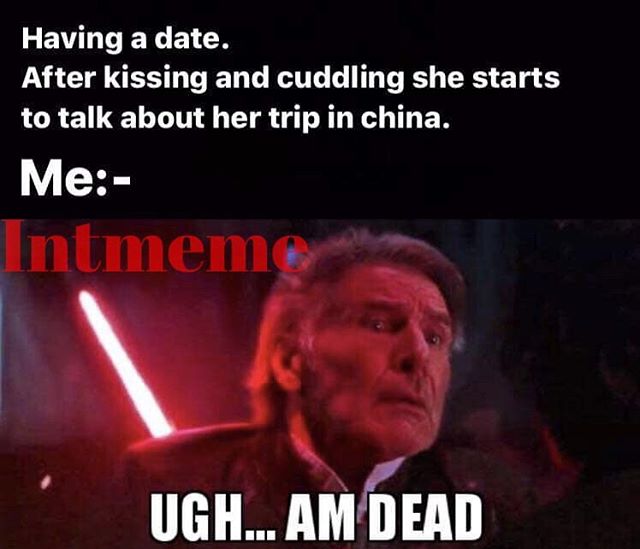 Having a date.
After kissing and cuddling she starts
to talk about her trip in china.
Me:-
Intmeme
UGH... AM DEAD